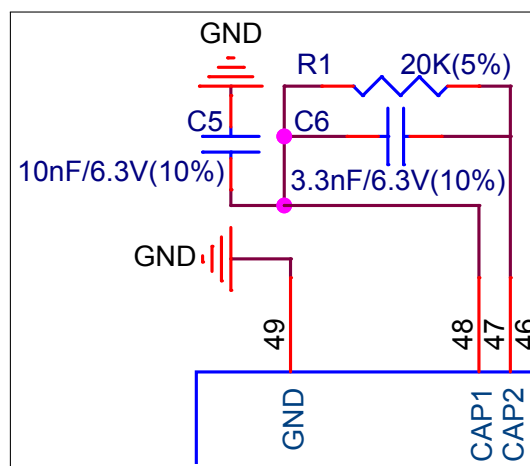 GND
R1 20K(5%)
C5 C6
10nF/6.3V(10%) 3.3nF/6.3V(10%)
GND
49 48 47 46
GND CAP1 CAP2